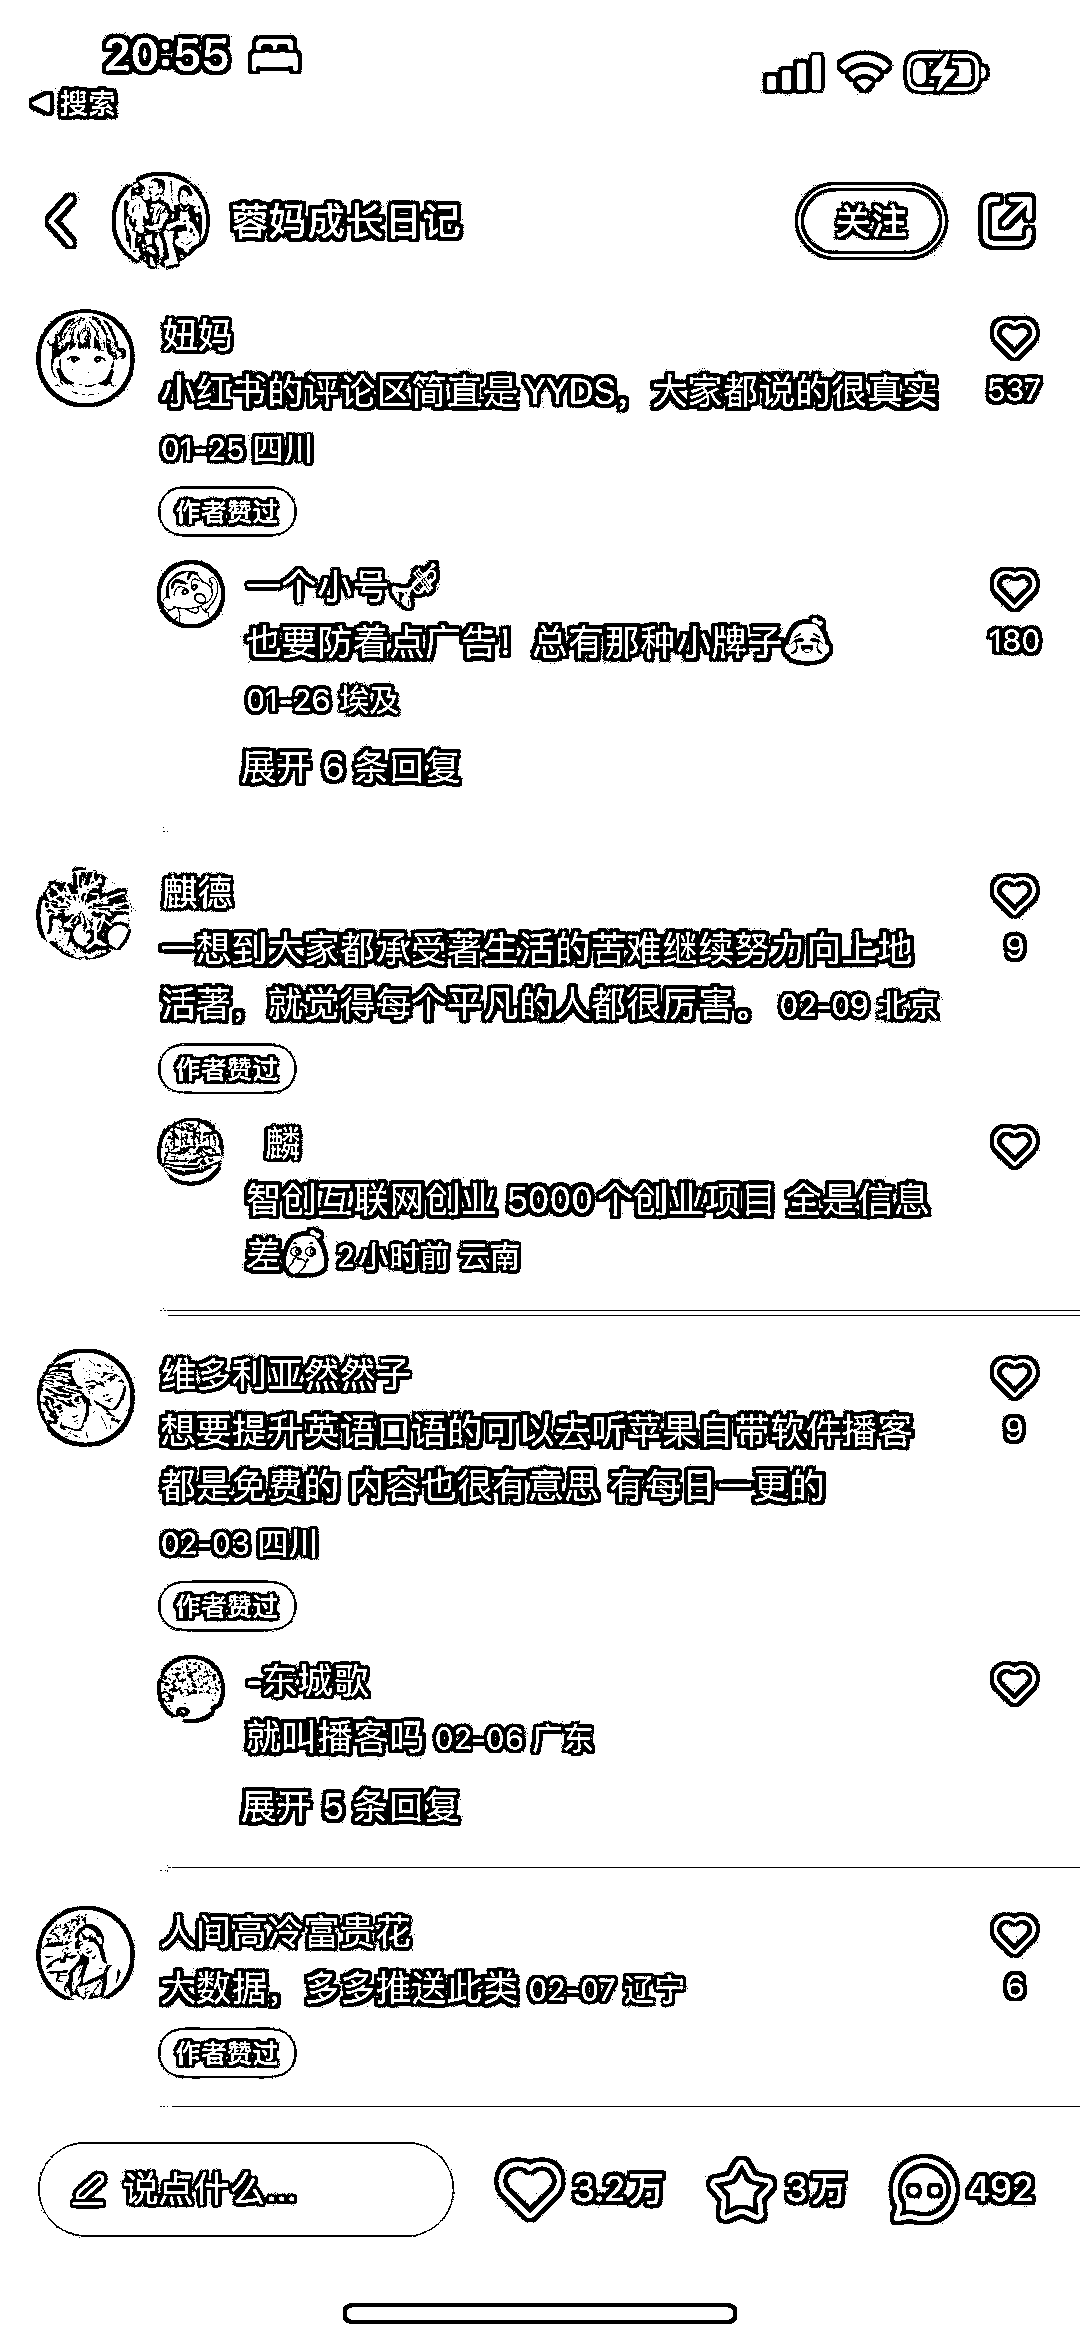 20:55
搜索
蓉妈成长日记
关注
妞妈
小红书的评论区简直是YYDS，大家都说的很真实
537
01-25 四川
作者赞过
一个小号
也要防着点广告！总有那种小牌子
180
01-26 埃及
展开 6 条回复
麒德
一想到大家都承受著生活的苦难继续努力向上地
9
活著，就觉得每个平凡的人都很厉害。 02-09 北京
作者赞过
麟
智创互联网创业 5000个创业项目 全是信息
差 2小时前 云南
维多利亚然然子
想要提升英语口语的可以去听苹果自带软件播客
9
都是免费的 内容也很有意思 有每日一更的
02-03 四川
作者赞过
-东城歌
就叫播客吗 02-06 广东
展开 5 条回复
人间高冷富贵花
大数据，多多推送此类 02-07 辽宁
6
作者赞过
说点什么...
3.2万
3万
492